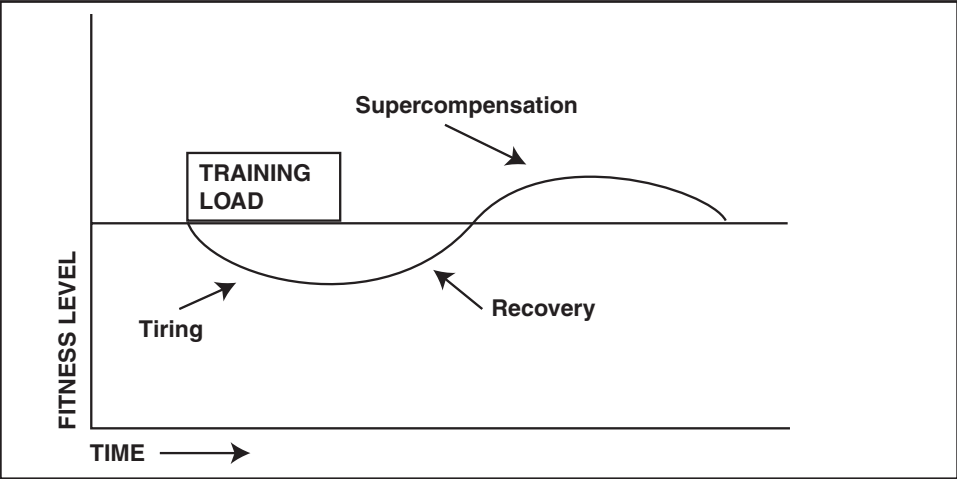 Supercompensation
TRAINING
LOAD
Tiring
Recovery
FITNESS LEVEL
TIME